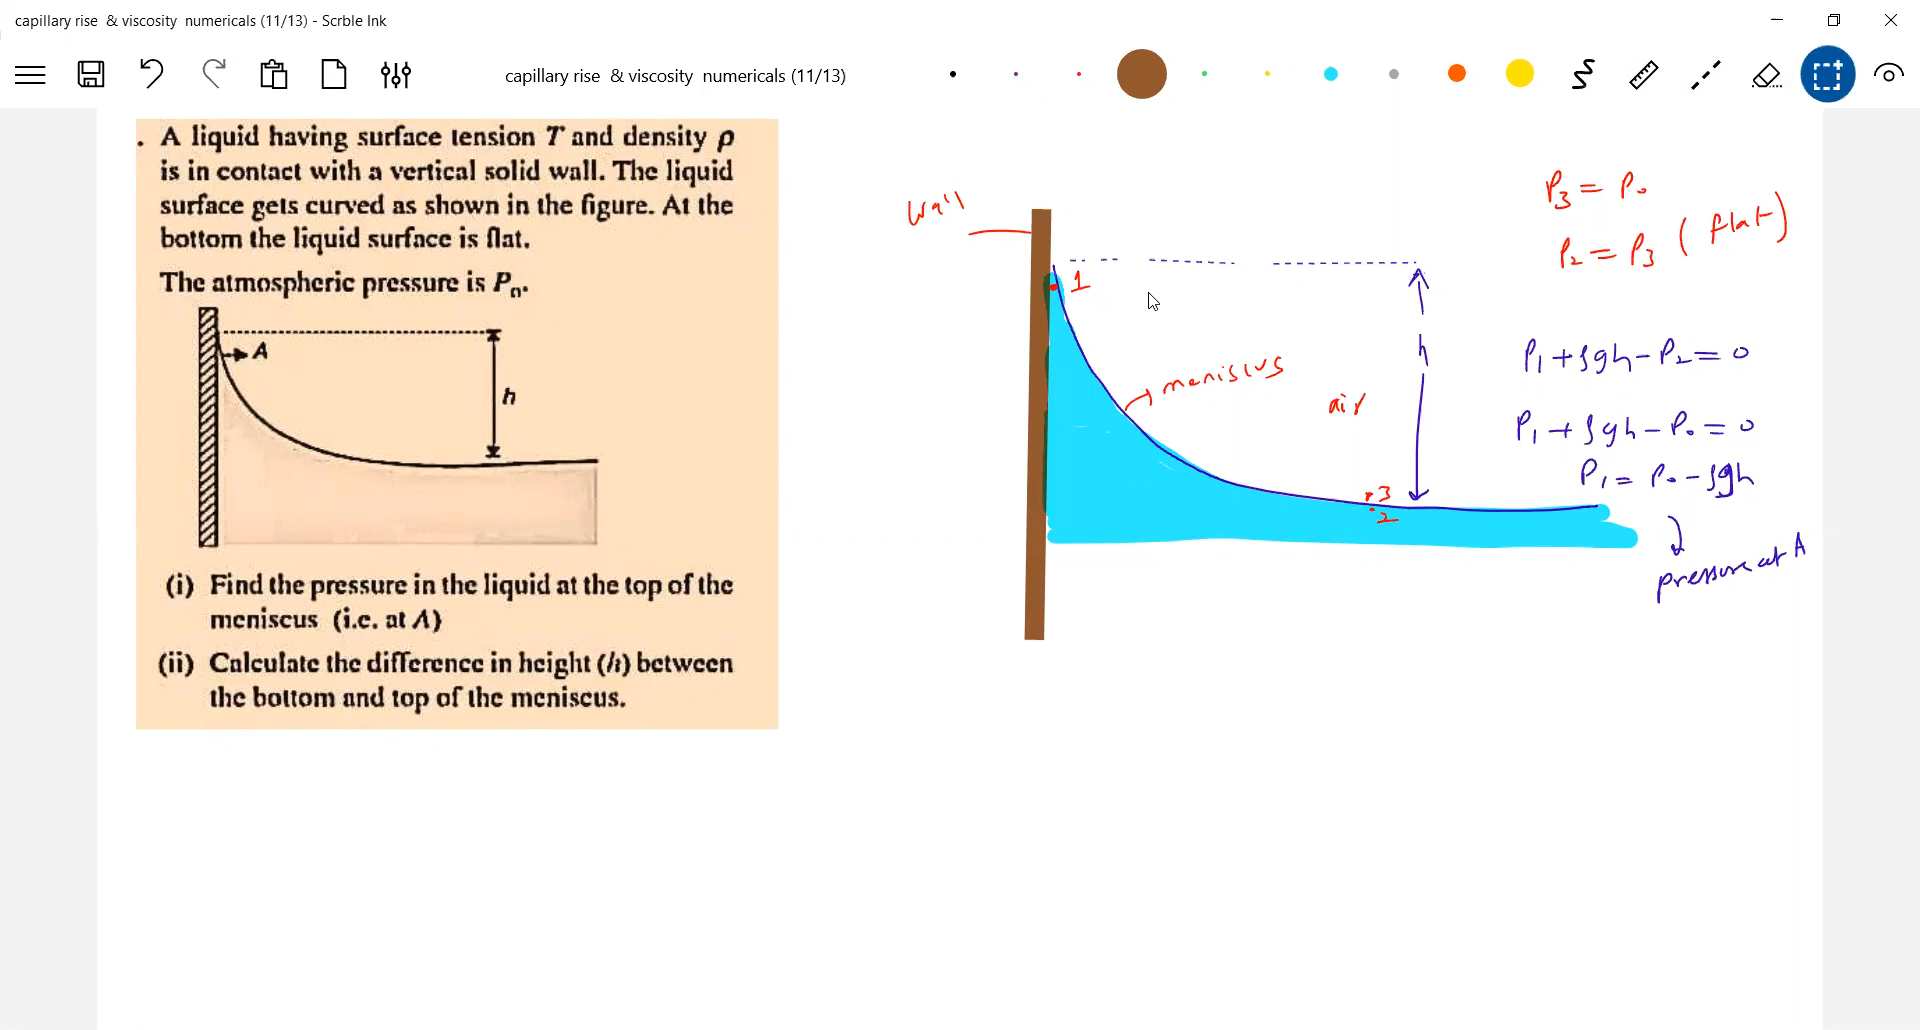 capillary rise & viscosity numericals (11/13) - Scrble Ink
capillary rise & viscosity numericals (11/13)
. A liquid having surface tension T and density ρ
is in contact with a vertical solid wall. The liquid
surface gets curved as shown in the figure. At the
bottom the liquid surface is flat.
The atmospheric pressure is P₀.
A
h
(i) Find the pressure in the liquid at the top of the
meniscus (i.e. at A)
(ii) Calculate the difference in height (h) between
the bottom and top of the meniscus.
wall
1
meniscus
air
h
3
2
P₃ = P₀
P₂ = P₃ (flat)
P₁ + ρgh - P₂ = 0
P₁ + ρgh - P₀ = 0
P₁ = P₀ - ρgh
pressure at A